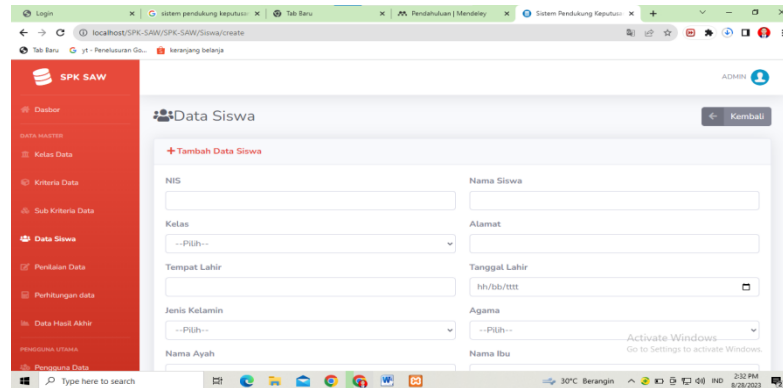 Login
sistem pendukung keputusan
Tab Baru
Pendahuluan | Mendeley
Sistem Pendukung Keputusan
localhost/SPK-SAW/SPK-SAW/Siswa/create
Tab Baru
yt - Penelusuran Go...
keranjang belanja
SPK SAW
ADMIN
Dasbor
Data Siswa
Kembali
DATA MASTER
Kelas Data
Tambah Data Siswa
Kriteria Data
NIS
Nama Siswa
Sub Kriteria Data
Kelas
Alamat
Data Siswa
--Pilih--
Penilaian Data
Tempat Lahir
Tanggal Lahir
Perhitungan data
hh/bb/tttt
Data Hasil Akhir
Jenis Kelamin
Agama
--Pilih--
--Pilih--
PENGGUNA UTAMA
Nama Ayah
Nama Ibu
Pengguna Data
Activate Windows
Go to Settings to activate Windows.
Type here to search
30°C Berangin
IND
2:32 PM
8/28/2023